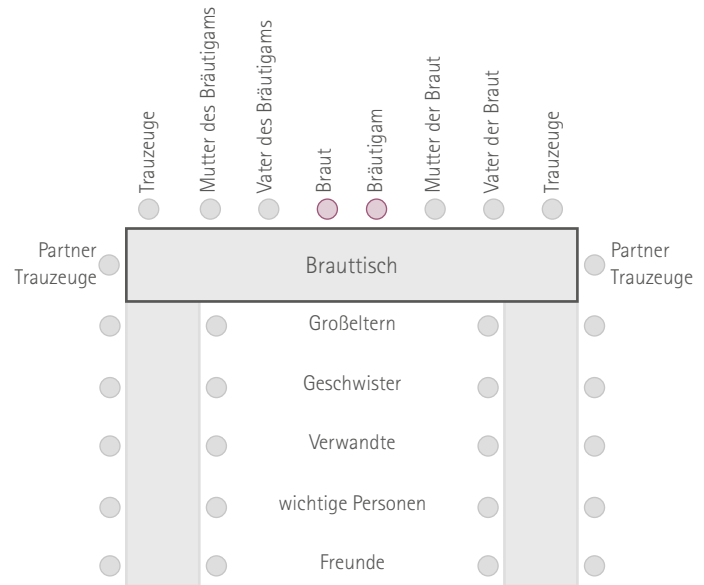 Trauzeuge
Mutter des Bräutigams
Vater des Bräutigams
Braut
Bräutigam
Mutter der Braut
Vater der Braut
Trauzeuge
Partner
Trauzeuge
Brauttisch
Partner
Trauzeuge
Großeltern
Geschwister
Verwandte
wichtige Personen
Freunde